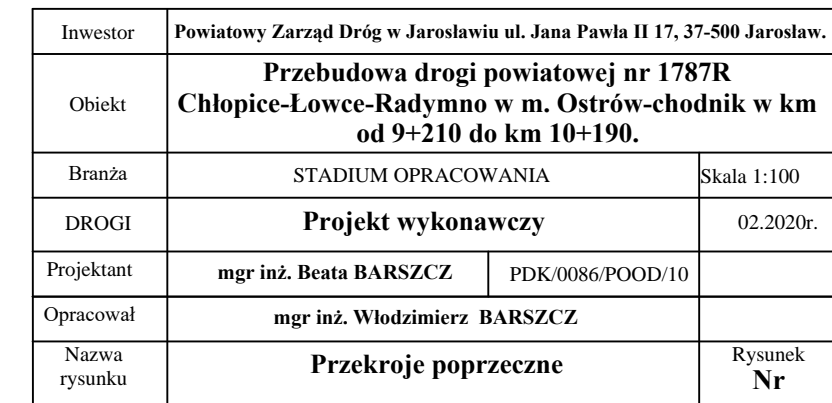 Inwestor
Powiatowy Zarząd Dróg w Jarosławiu ul. Jana Pawła II 17, 37-500 Jarosław.
Obiekt
Przebudowa drogi powiatowej nr 1787R
Chłopice-Łowce-Radymno w m. Ostrów-chodnik w km
od 9+210 do km 10+190.
Branża
STADIUM OPRACOWANIA
Skala 1:100
DROGI
Projekt wykonawczy
02.2020r.
Projektant
mgr inż. Beata BARSZCZ
PDK/0086/POOD/10
Opracował
mgr inż. Włodzimierz BARSZCZ
Nazwa
rysunku
Przekroje poprzeczne
Rysunek
Nr